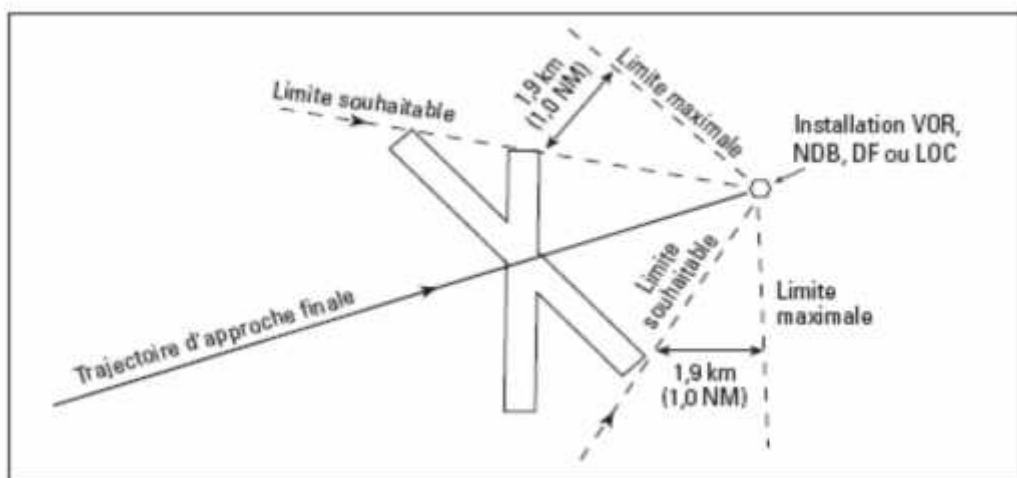 Limite souhaitable
1,9 km
(1,0 NM)
Limite maximale
Installation VOR,
NDB, DF ou LOC
Trajectoire d'approche finale
Limite
souhaitable
Limite
maximale
1,9 km
(1,0 NM)